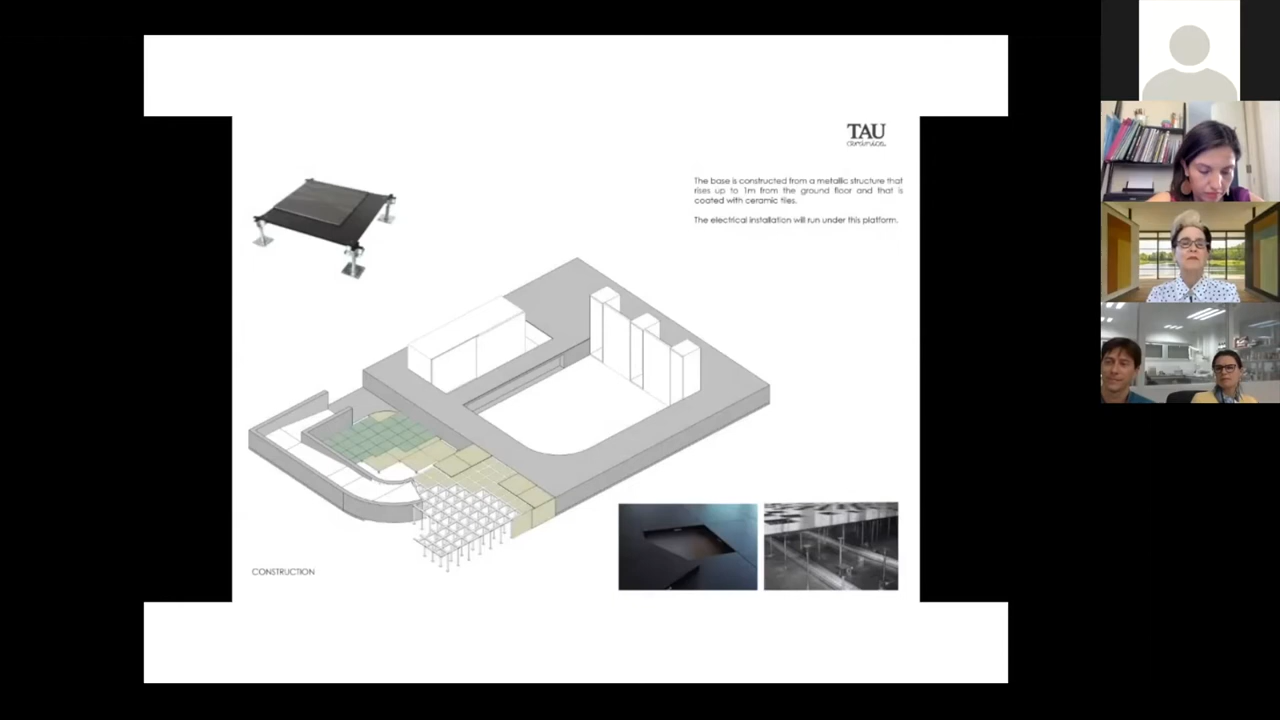 TAU
cerámica.
The base is constructed from a metallic structure that
rises up to 1m from the ground floor and that is
coated with ceramic tiles.
The electrical installation will run under this platform.
CONSTRUCTION